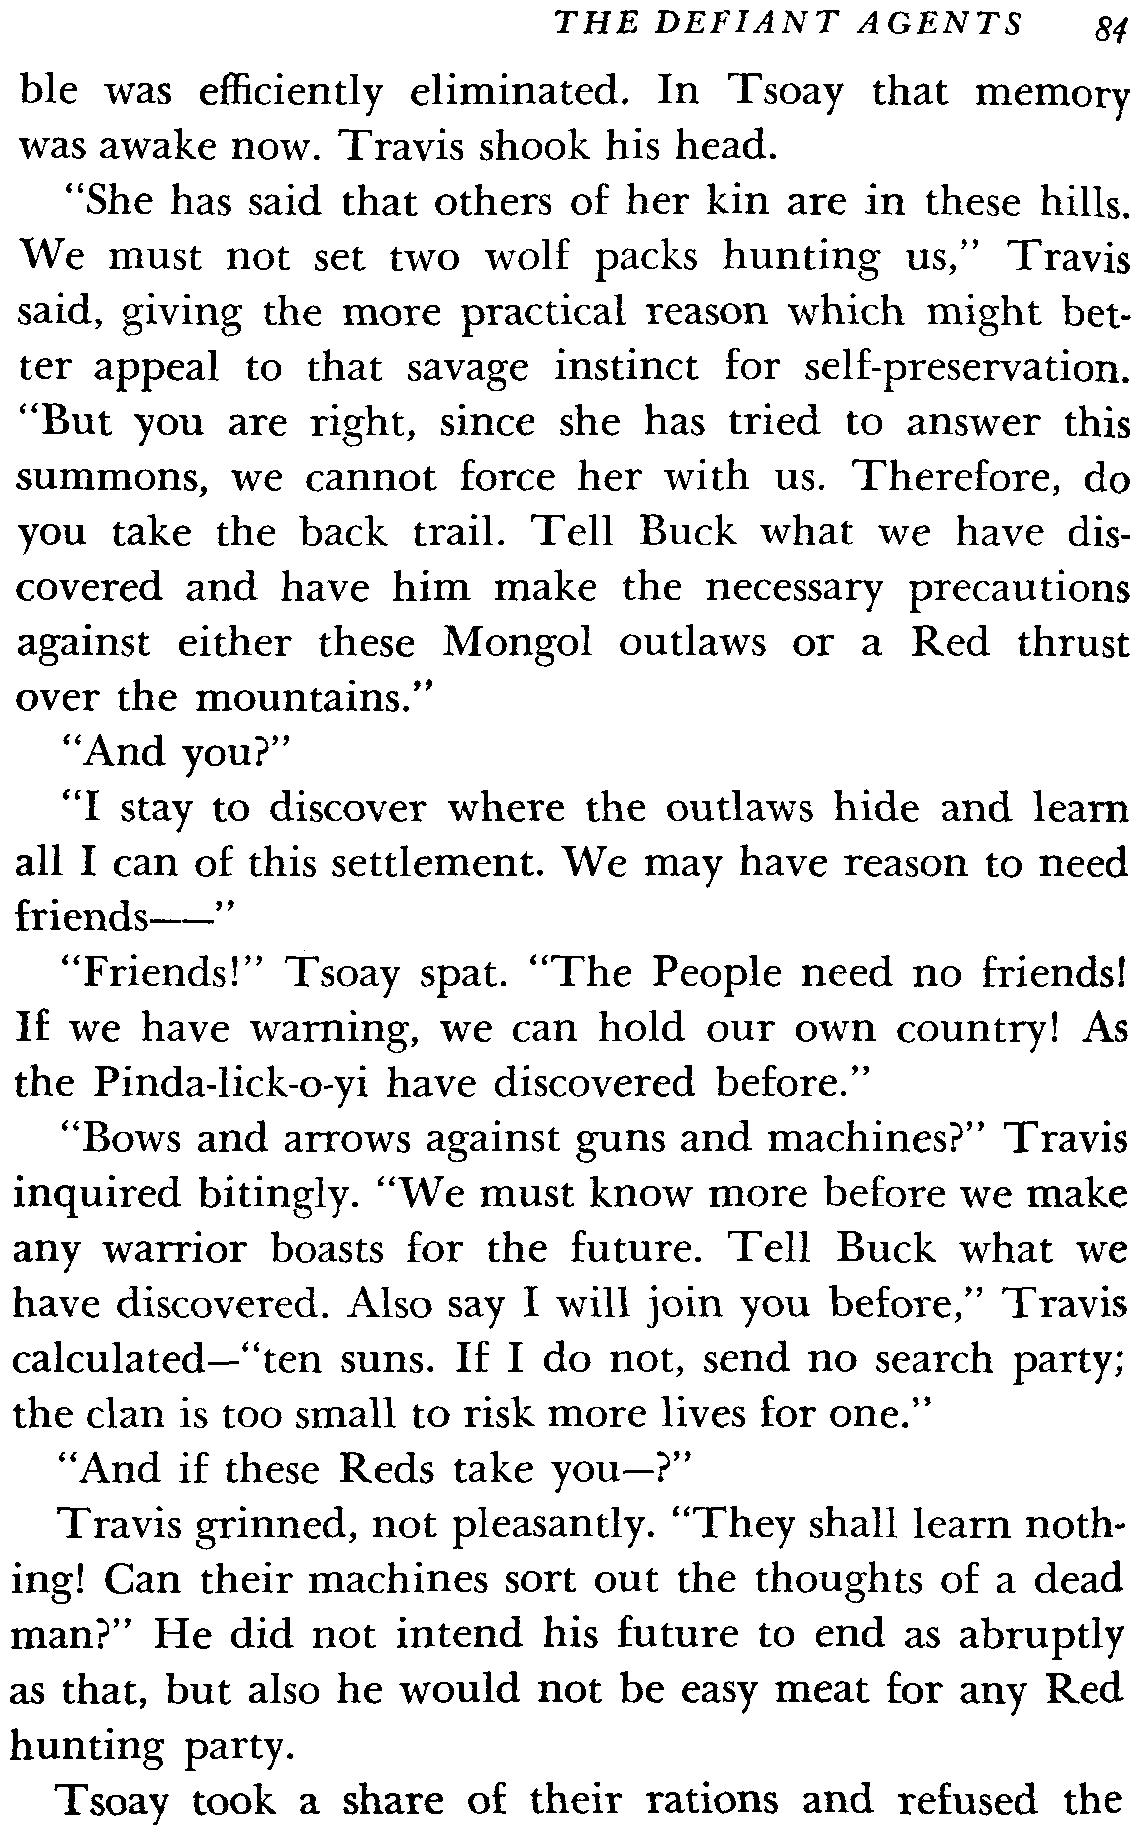 THE DEFIANT AGENTS 84
ble was efficiently eliminated. In Tsoay that memory
was awake now. Travis shook his head.
"She has said that others of her kin are in these hills.
We must not set two wolf packs hunting us," Travis
said, giving the more practical reason which might bet-
ter appeal to that savage instinct for self-preservation.
"But you are right, since she has tried to answer this
summons, we cannot force her with us. Therefore, do
you take the back trail. Tell Buck what we have dis-
covered and have him make the necessary precautions
against either these Mongol outlaws or a Red thrust
over the mountains."
"And you?"
"I stay to discover where the outlaws hide and learn
all I can of this settlement. We may have reason to need
friends——"
"Friends!" Tsoay spat. "The People need no friends!
If we have warning, we can hold our own country! As
the Pinda-lick-o-yi have discovered before."
"Bows and arrows against guns and machines?" Travis
inquired bitingly. "We must know more before we make
any warrior boasts for the future. Tell Buck what we
have discovered. Also say I will join you before," Travis
calculated—"ten suns. If I do not, send no search party;
the clan is too small to risk more lives for one."
"And if these Reds take you—?"
Travis grinned, not pleasantly. "They shall learn noth-
ing! Can their machines sort out the thoughts of a dead
man?" He did not intend his future to end as abruptly
as that, but also he would not be easy meat for any Red
hunting party.
Tsoay took a share of their rations and refused the